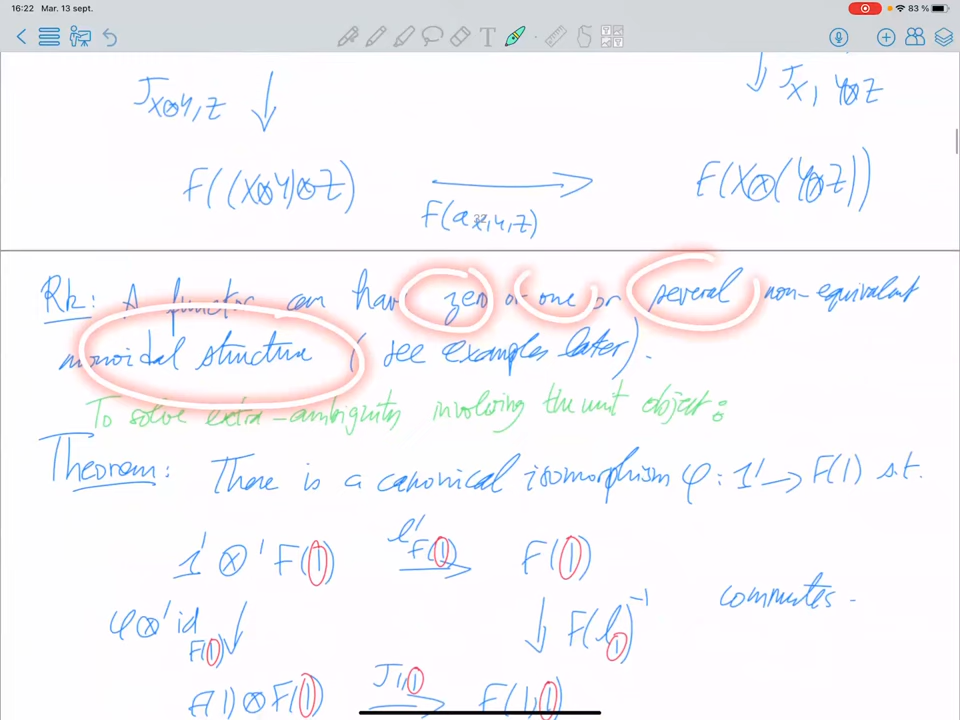 16:22 Mar. 13 sept. 83 %
J_{X⊗Y,Z} ⇓ ⇓ J_{X,Y⊗Z}
F((X⊗Y)⊗Z) ⟶ F(X⊗(Y⊗Z))
F(a_{X,Y,Z})
Rk: A functor can have zero or one or several non-equivalent
monoidal structure (see examples later).
To solve extra-ambiguity involving the unit object:
Theorem: There is a canonical isomorphism φ : 1' → F(1) s.t.
1' ⊗' F(1) l'_{F(1)} ⟶ F(1)
φ⊗'id_{F(1)} ↓ ↓ F(l_1)^{-1} commutes.
F(1)⊗F(1) J_{1,1} ⟶ F(1,1)